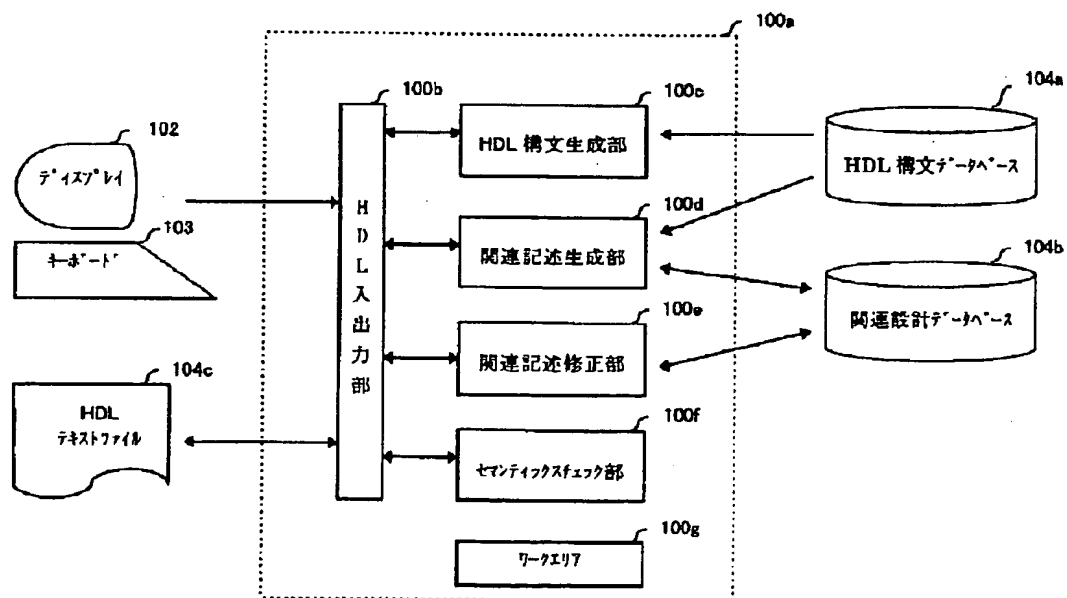 100a
100b
100c
104a
102
ディスプレイ
HDL 構文生成部
HDL 構文データベース
103
キーボード
HDL入出力部
100d
関連記述生成部
104b
関連設計データベース
100e
関連記述修正部
104c
HDL
テキストファイル
100f
セマンティックスチェック部
100g
ワークエリア